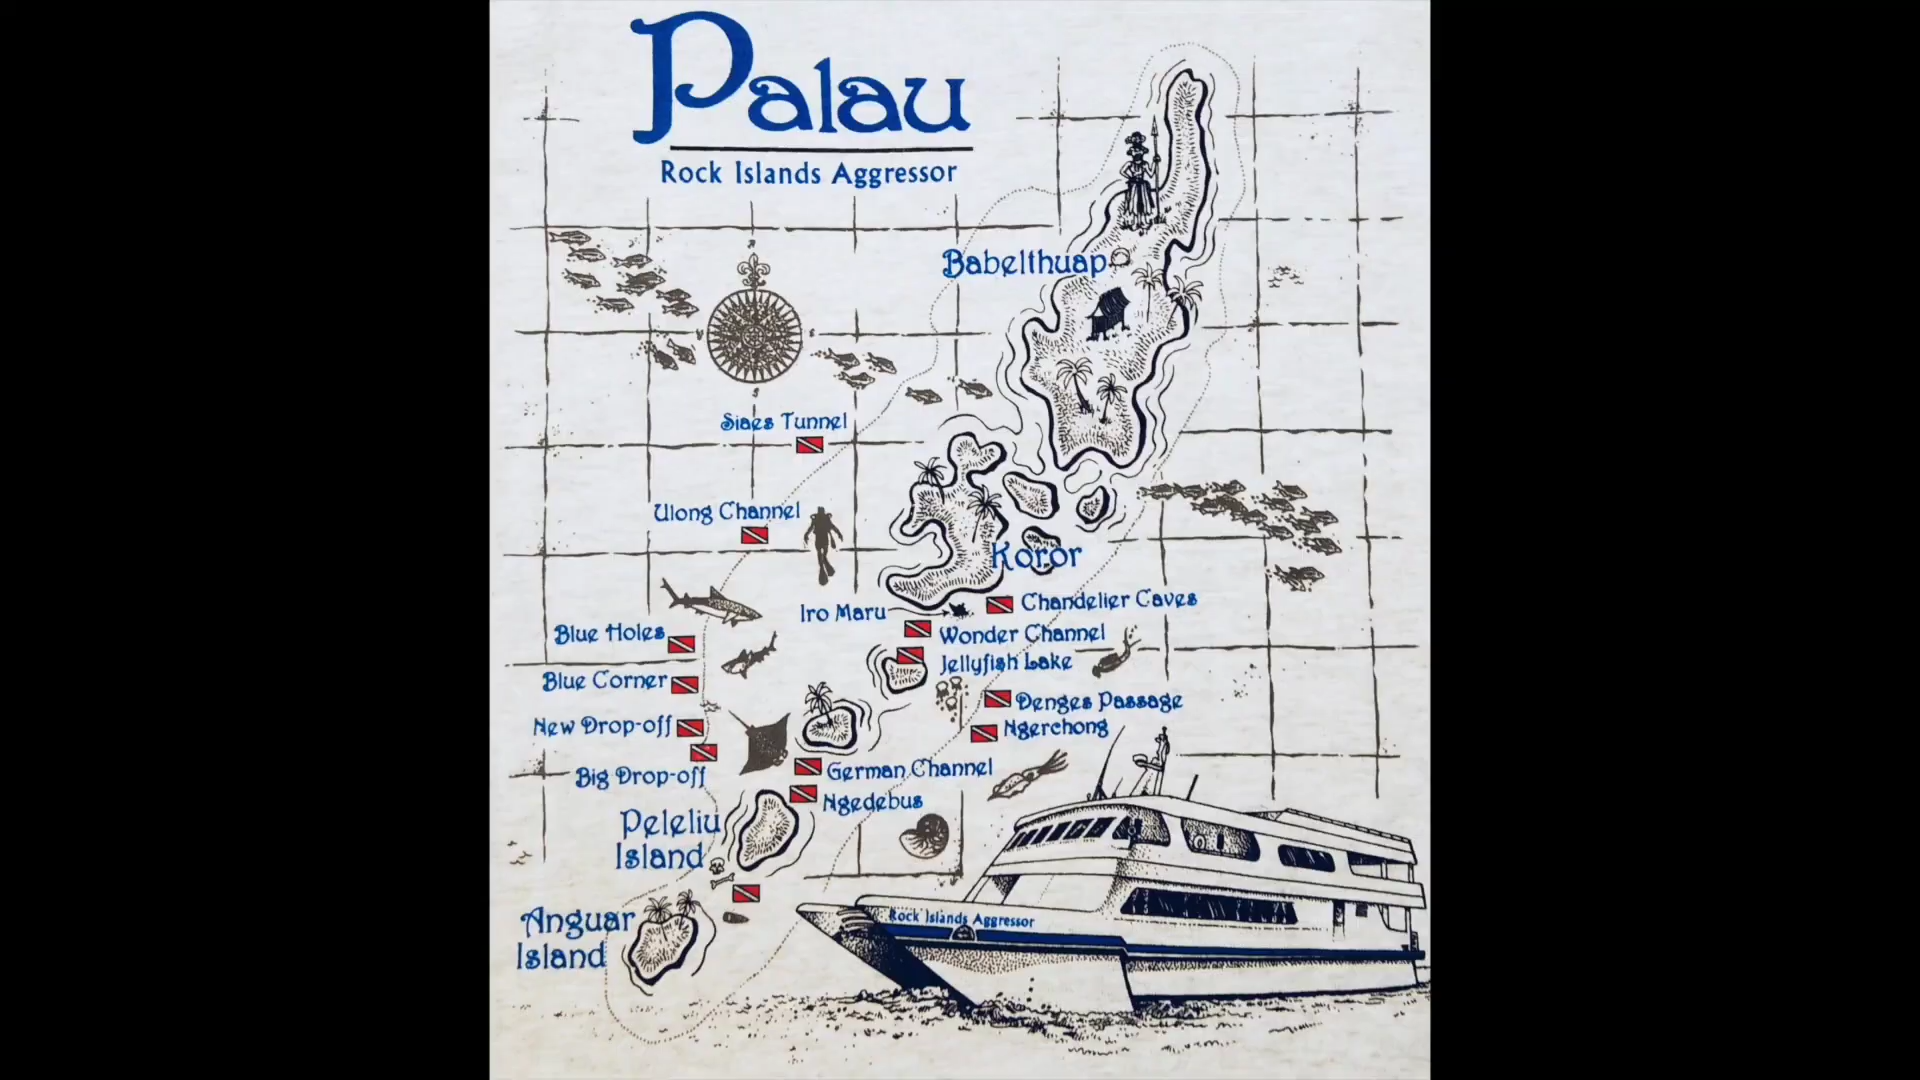 Palau
Rock Islands Aggressor
Babelthuap
Siaes Tunnel
Ulong Channel
Koror
Iro Maru
Chandelier Caves
Blue Holes
Wonder Channel
Jellyfish Lake
Blue Corner
Denges Passage
New Drop-off
Ngerchong
Big Drop-off
German Channel
Ngedebus
Peleliu
Island
Anguar
Island
Rock Islands Aggressor